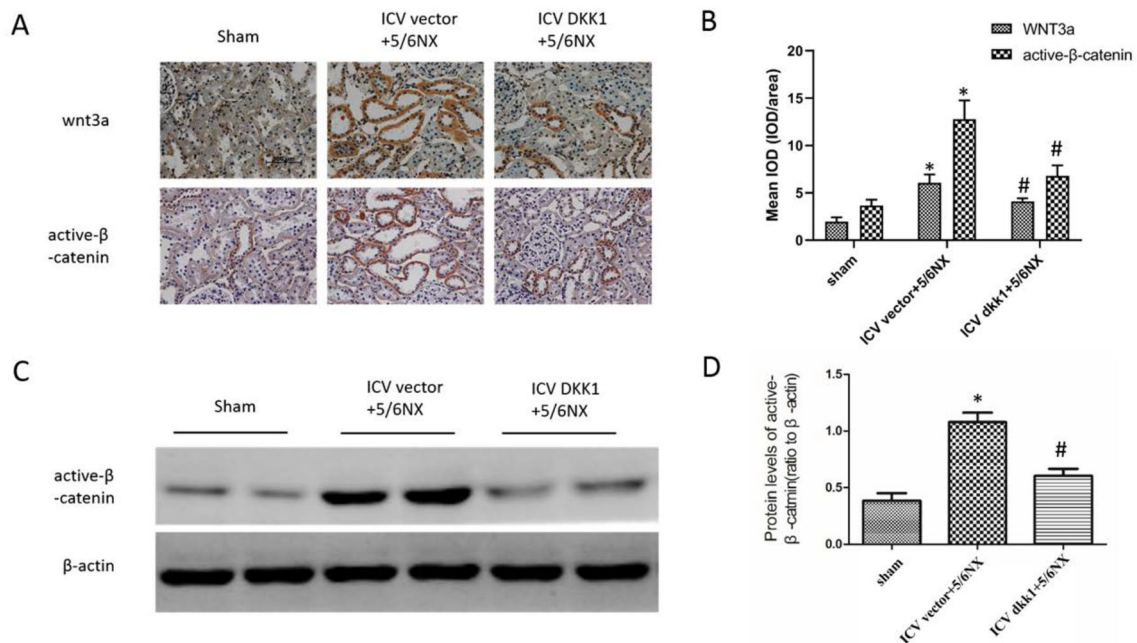 A
Sham
ICV vector
+5/6NX
ICV DKK1
+5/6NX
wnt3a
active-β
-catenin
B
WNT3a
active-β-catenin
Mean IOD (IOD/area)
20
15
10
5
0
*
*
#
#
sham
ICV vector+5/6NX
ICV dkk1+5/6NX
C
Sham
ICV vector
+5/6NX
ICV DKK1
+5/6NX
active-β
-catenin
β-actin
D
Protein levels of active-
β -catmin(ratio to β -actin)
1.5
1.0
0.5
0.0
*
#
sham
ICV vector+5/6NX
ICV dkk1+5/6NX